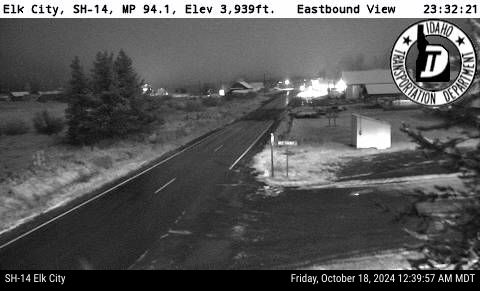 Elk City, SH-14, MP 94.1, Elev 3,939ft. Eastbound View 23:32:21
IDAHO
TRANSPORTATION DEPARTMENT
SH-14 Elk City Friday, October 18, 2024 12:39:57 AM MDT